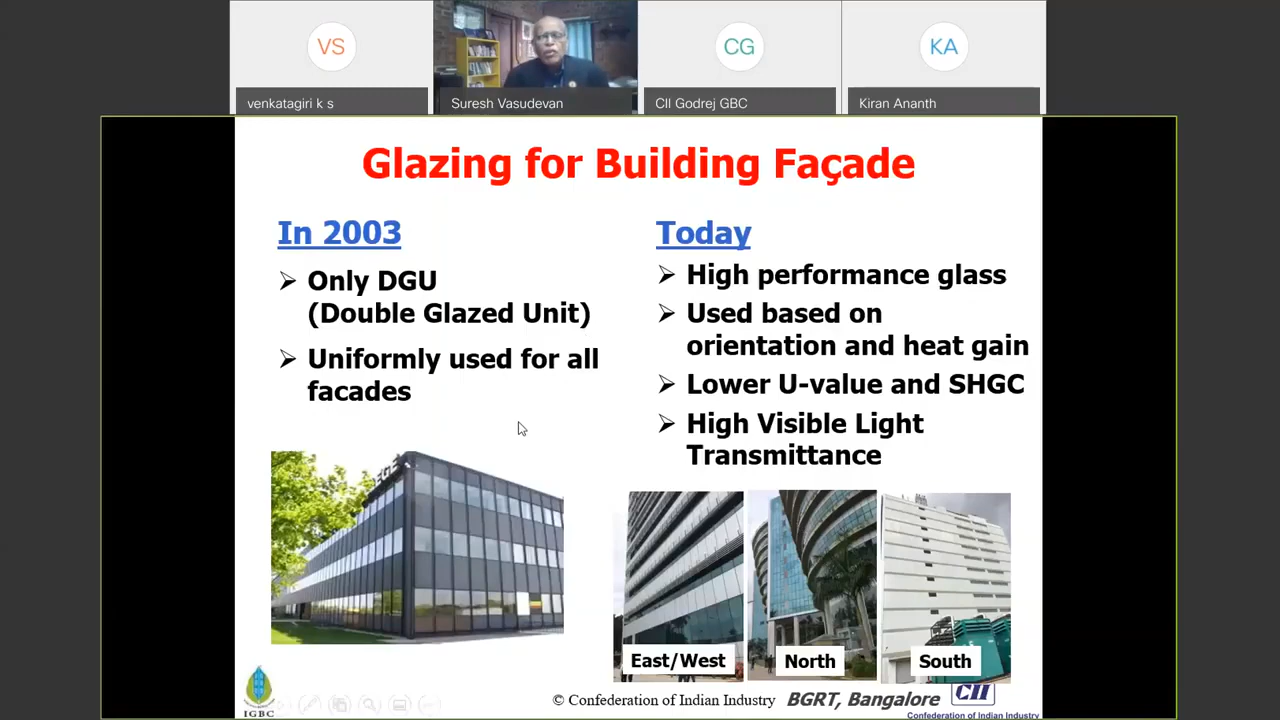 VS
CG
KA
venkatagiri k s
Suresh Vasudevan
CII Godrej GBC
Kiran Ananth
Glazing for Building Façade
In 2003
Only DGU
(Double Glazed Unit)
Uniformly used for all
facades
Today
High performance glass
Used based on
orientation and heat gain
Lower U-value and SHGC
High Visible Light
Transmittance
EGE
East/West
North
South
IGBC
© Confederation of Indian Industry
BGRT, Bangalore
CII
Confederation of Indian Industry